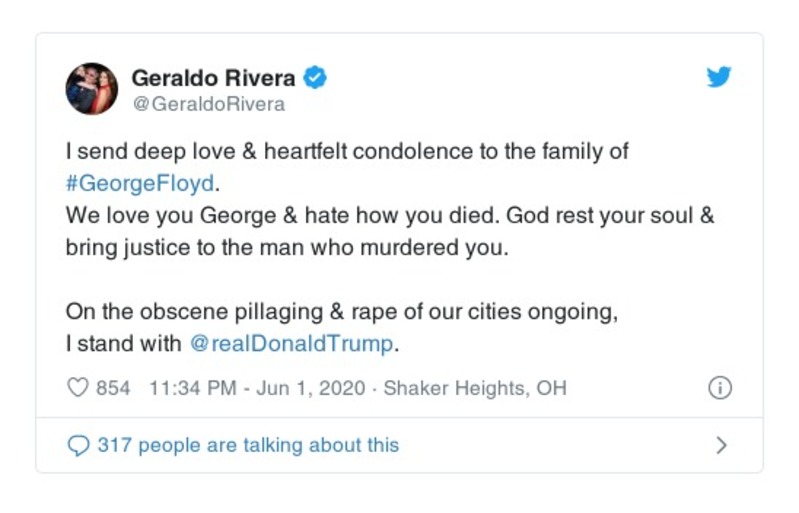 Geraldo Rivera
@GeraldoRivera
I send deep love & heartfelt condolence to the family of
#GeorgeFloyd.
We love you George & hate how you died. God rest your soul &
bring justice to the man who murdered you.
On the obscene pillaging & rape of our cities ongoing,
I stand with @realDonaldTrump.
854 11:34 PM - Jun 1, 2020 · Shaker Heights, OH
317 people are talking about this